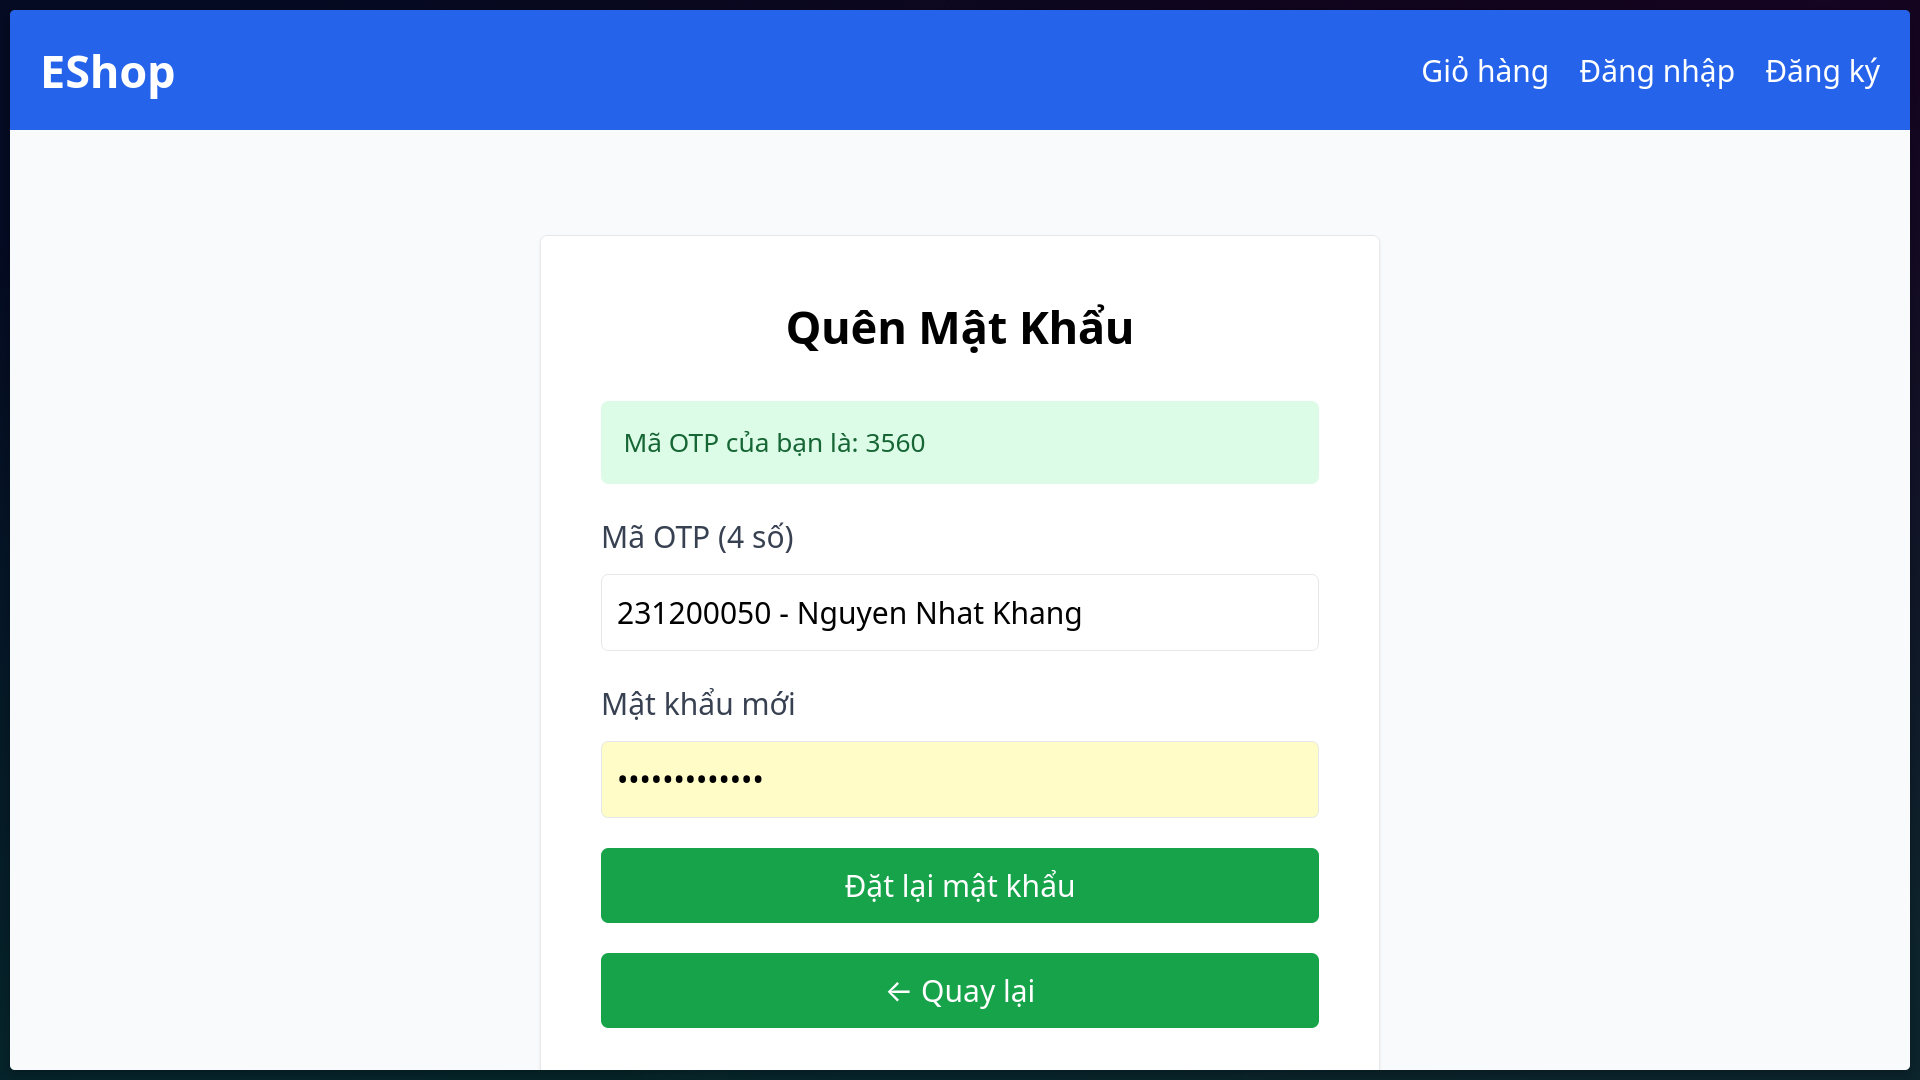 EShop
Giỏ hàng
Đăng nhập
Đăng ký
Quên Mật Khẩu
Mã OTP của bạn là: 3560
Mã OTP (4 số)
231200050 - Nguyen Nhat Khang
Mật khẩu mới
•••••••••••••
Đặt lại mật khẩu
← Quay lại